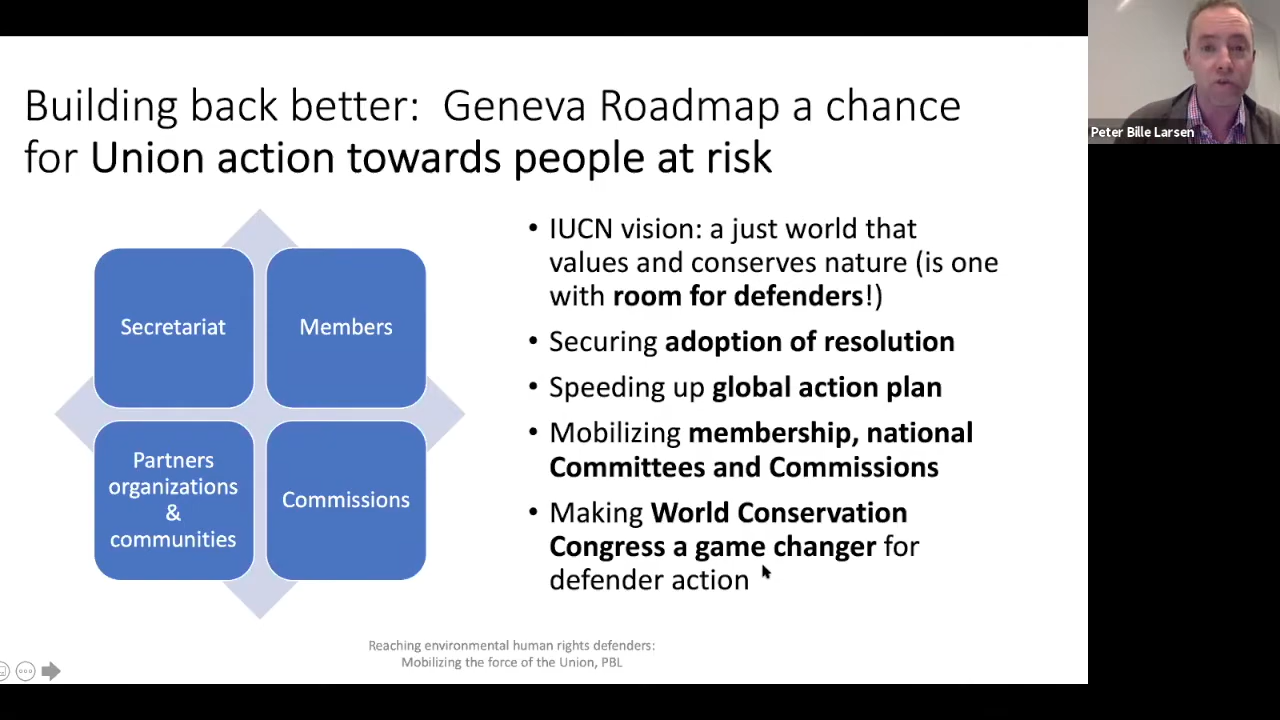 Building back better:  Geneva Roadmap a chance
for Union action towards people at risk
Peter Bille Larsen
Secretariat
Members
Partners
organizations
&
communities
Commissions
• IUCN vision: a just world that
values and conserves nature (is one
with room for defenders!)
• Securing adoption of resolution
• Speeding up global action plan
• Mobilizing membership, national
Committees and Commissions
• Making World Conservation
Congress a game changer for
defender action
Reaching environmental human rights defenders:
Mobilizing the force of the Union, PBL